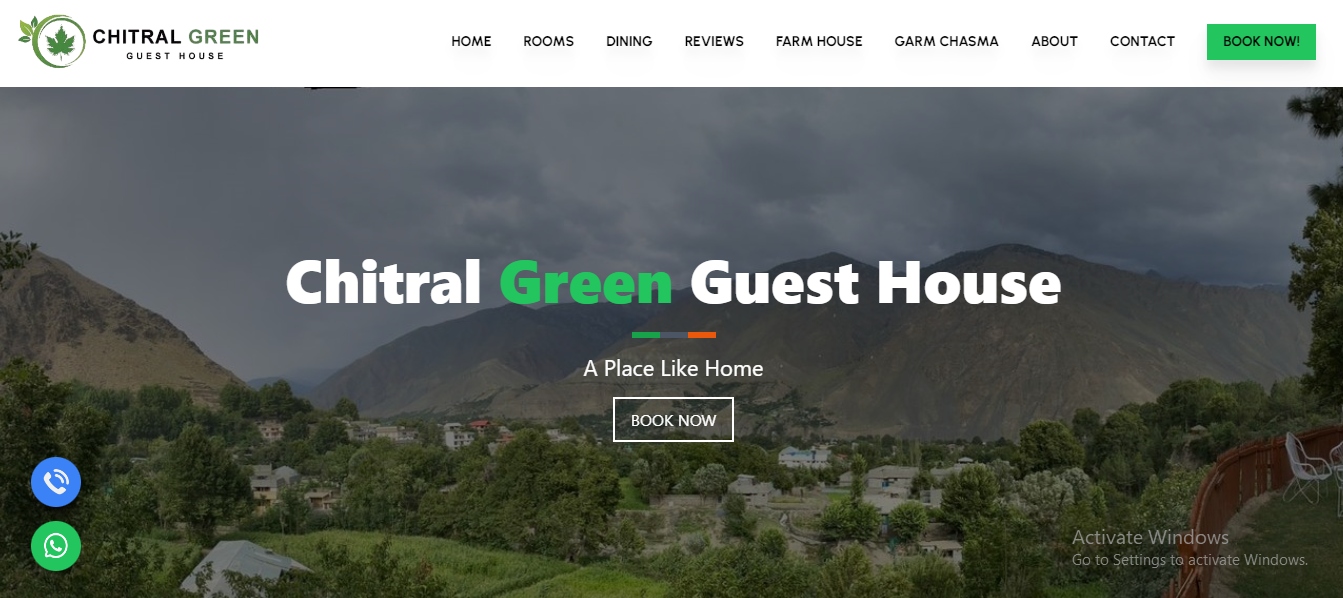 CHITRAL GREEN
GUEST HOUSE
HOME ROOMS DINING REVIEWS FARM HOUSE GARM CHASMA ABOUT CONTACT BOOK NOW!
Chitral Green Guest House
A Place Like Home
BOOK NOW
Activate Windows
Go to Settings to activate Windows.